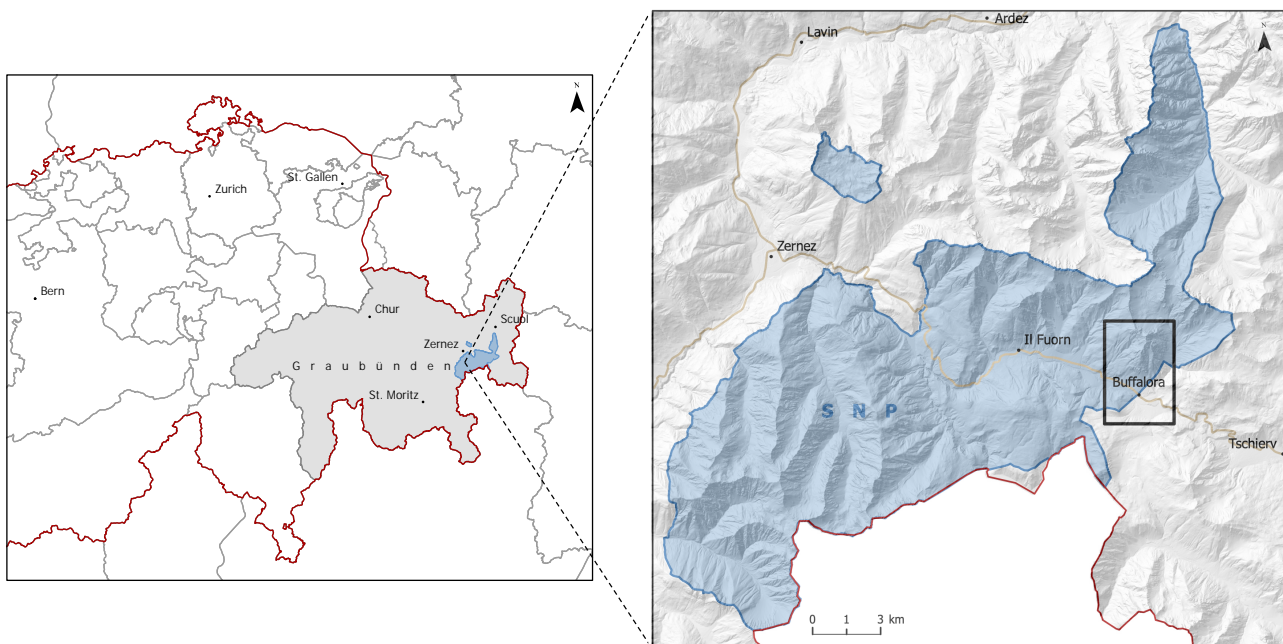 N
Zurich
St. Gallen
Bern
Chur
Scuol
Zernez
Graubünden
St. Moritz
N
Ardez
Lavin
Zernez
Il Fuorn
Buffalora
SNP
Tschierv
0 1 3 km